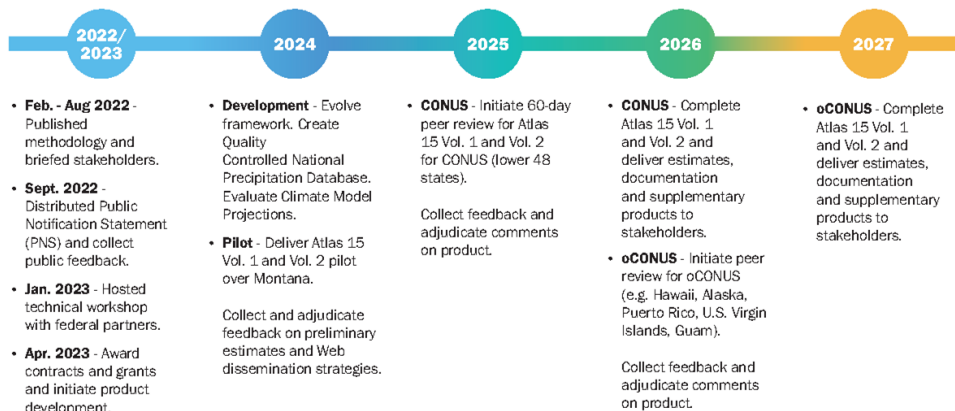 2022/
2023
2024
2025
2026
2027
• Feb. - Aug 2022 -
Published
methodology and
briefed stakeholders.
• Sept. 2022 -
Distributed Public
Notification Statement
(PNS) and collect
public feedback.
• Jan. 2023 - Hosted
technical workshop
with federal partners.
• Apr. 2023 - Award
contracts and grants
and initiate product
development.
• Development - Evolve
framework. Create
Quality
Controlled National
Precipitation Database.
Evaluate Climate Model
Projections.
• Pilot - Deliver Atlas 15
Vol. 1 and Vol. 2 pilot
over Montana.
Collect and adjudicate
feedback on preliminary
estimates and Web
dissemination strategies.
• CONUS - Initiate 60-day
peer review for Atlas
15 Vol. 1 and Vol. 2
for CONUS (lower 48
states).
Collect feedback and
adjudicate comments
on product.
• CONUS - Complete
Atlas 15 Vol. 1
and Vol. 2 and
deliver estimates,
documentation
and supplementary
products to
stakeholders.
• oCONUS - Initiate peer
review for oCONUS
(e.g. Hawaii, Alaska,
Puerto Rico, U.S. Virgin
Islands, Guam).
Collect feedback and
adjudicate comments
on product.
• oCONUS - Complete
Atlas 15 Vol. 1
and Vol. 2 and
deliver estimates,
documentation
and supplementary
products to
stakeholders.